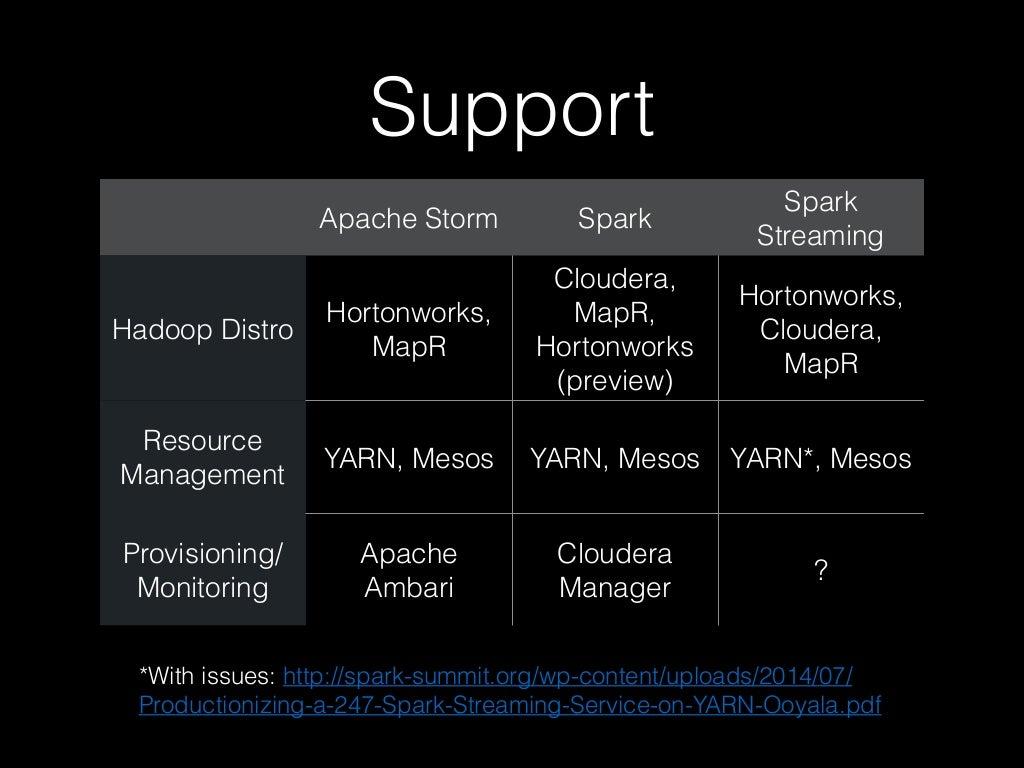 Support
Apache Storm
Spark
Spark
Streaming
Hadoop Distro
Hortonworks,
MapR
Cloudera,
MapR,
Hortonworks
(preview)
Hortonworks,
Cloudera,
MapR
Resource
Management
YARN, Mesos
YARN, Mesos
YARN*, Mesos
Provisioning/
Monitoring
Apache
Ambari
Cloudera
Manager
?
*With issues: http://spark-summit.org/wp-content/uploads/2014/07/
Productionizing-a-247-Spark-Streaming-Service-on-YARN-Ooyala.pdf